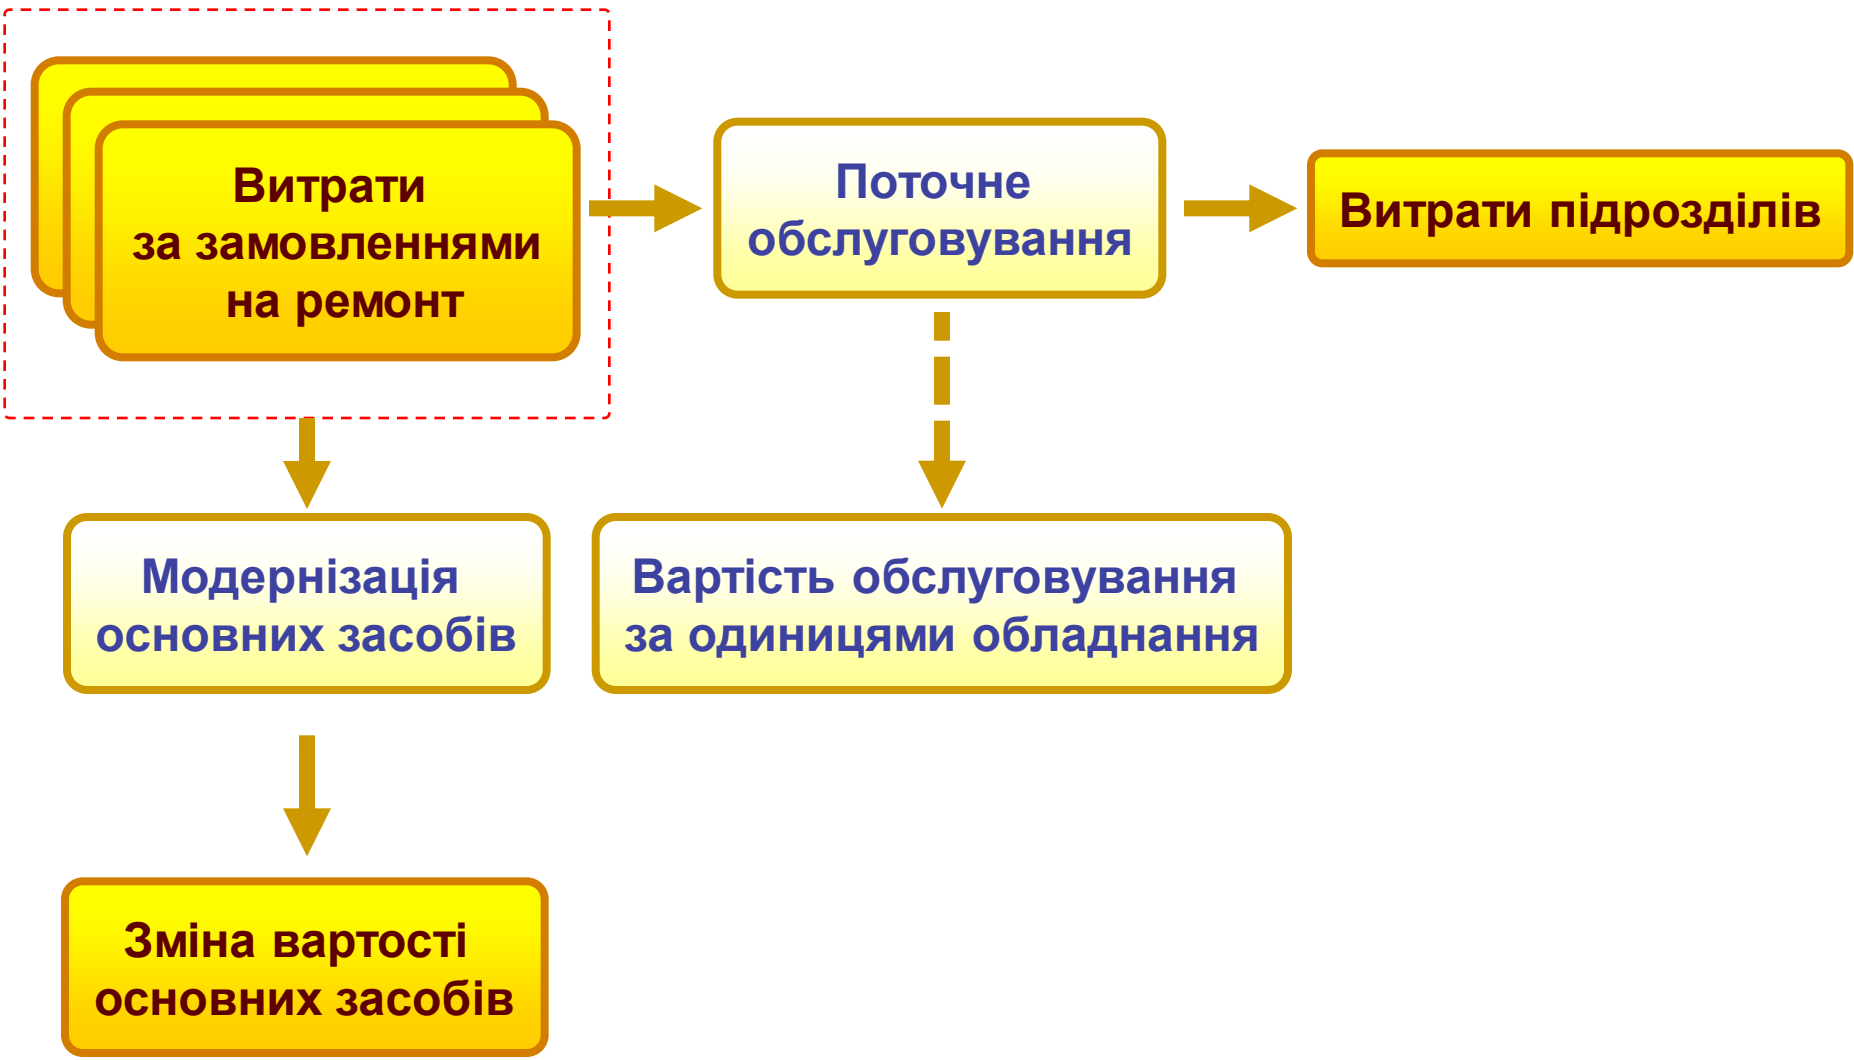 Витрати
за замовленнями
на ремонт
Поточне
обслуговування
Витрати підрозділів
Модернізація
основних засобів
Вартість обслуговування
за одиницями обладнання
Зміна вартості
основних засобів